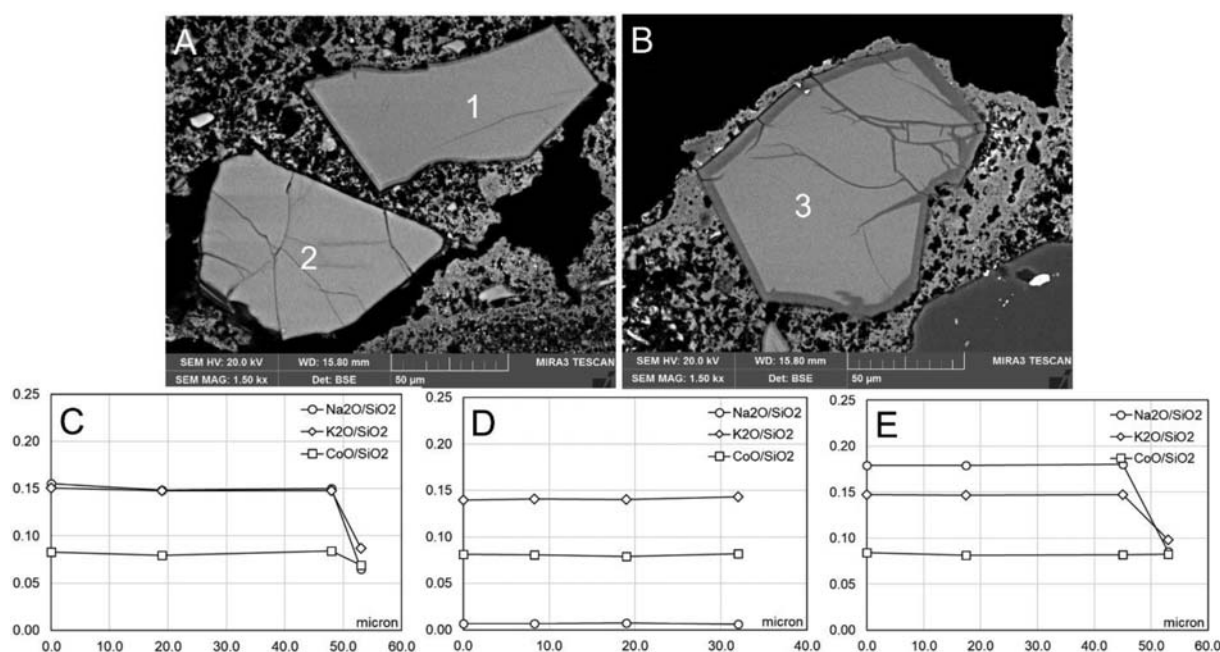 A
1
2
SEM HV: 20.0 kV WD: 15.80 mm MIRA3 TESCAN
SEM MAG: 1.50 kx Det: BSE 50 µm
B
3
SEM HV: 20.0 kV WD: 15.80 mm MIRA3 TESCAN
SEM MAG: 1.50 kx Det: BSE 50 µm
C
0.25
0.20
0.15
0.10
0.05
0.00
Na2O/SiO2
K2O/SiO2
CoO/SiO2
micron
0.0 10.0 20.0 30.0 40.0 50.0 60.0
D
0.25
0.20
0.15
0.10
0.05
0.00
Na2O/SiO2
K2O/SiO2
CoO/SiO2
micron
0.0 10.0 20.0 30.0 40.0
E
0.25
0.20
0.15
0.10
0.05
0.00
Na2O/SiO2
K2O/SiO2
CoO/SiO2
micron
0.0 10.0 20.0 30.0 40.0 50.0 60.0